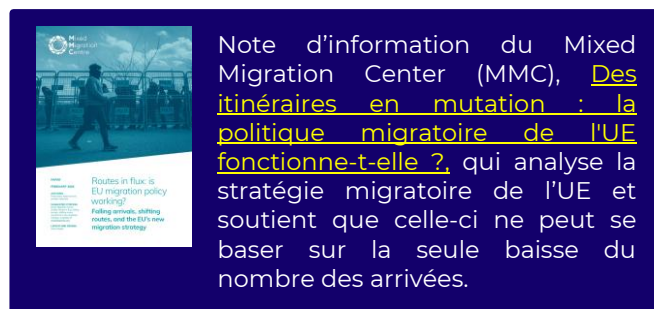 Mixed
Migration
Centre
Routes in flux: is
EU migration policy
working?
Falling arrivals, shifting
routes, and the EU's new
migration strategy
Note d’information du Mixed
Migration Center (MMC), Des
itinéraires en mutation : la
politique migratoire de l'UE
fonctionne-t-elle ?, qui analyse la
stratégie migratoire de l’UE et
soutient que celle-ci ne peut se
baser sur la seule baisse du
nombre des arrivées.